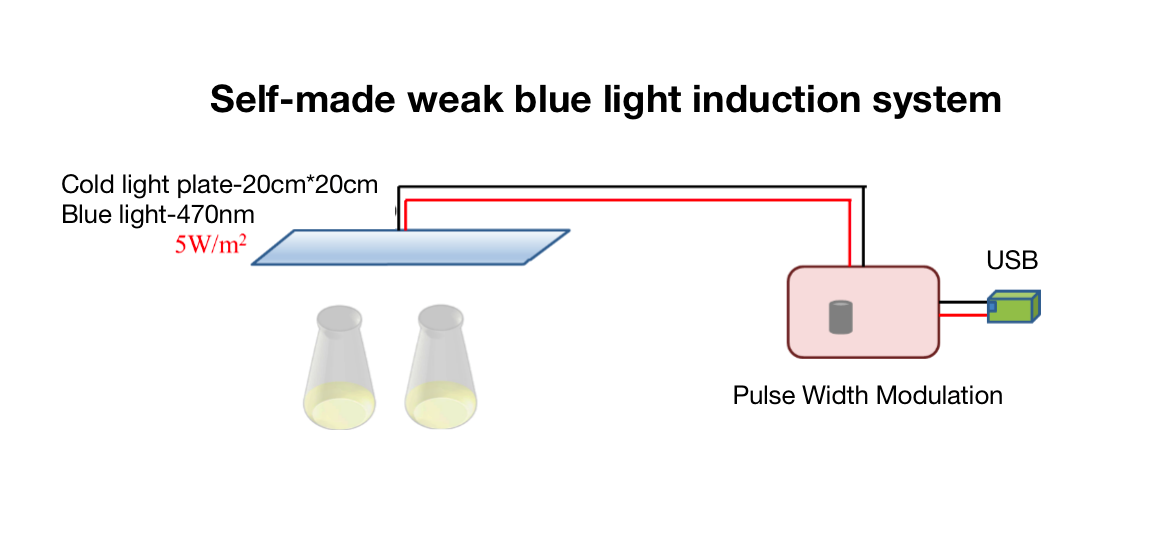 Self-made weak blue light induction system
Cold light plate-20cm*20cm
Blue light-470nm
5W/m²
USB
Pulse Width Modulation